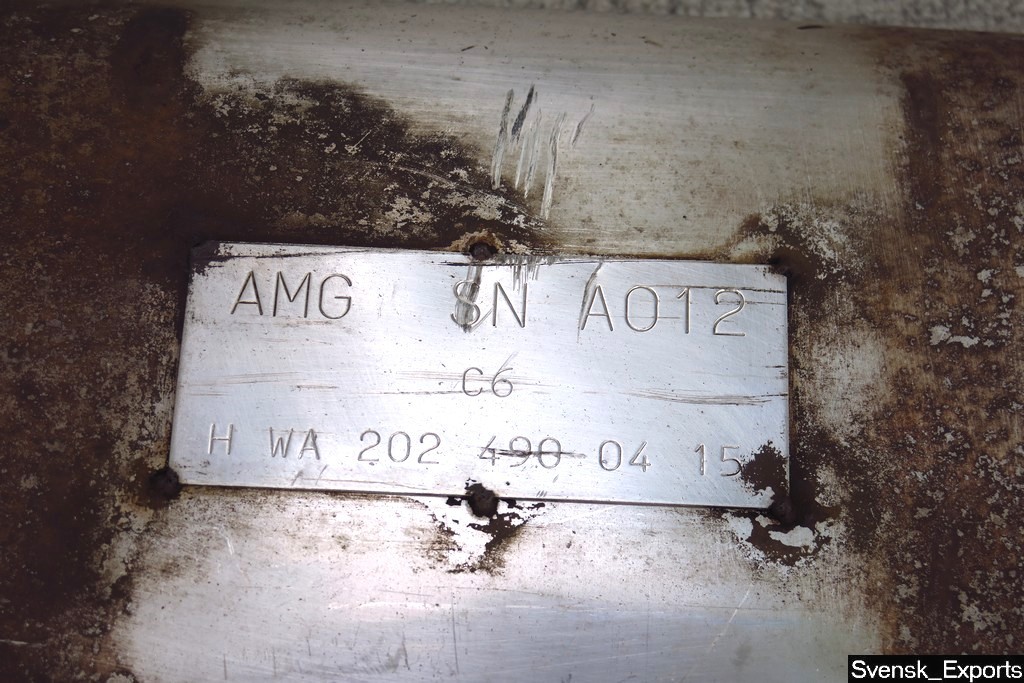 AMG SN A012
C6
H WA 202 490 04 15
Svensk_Exports